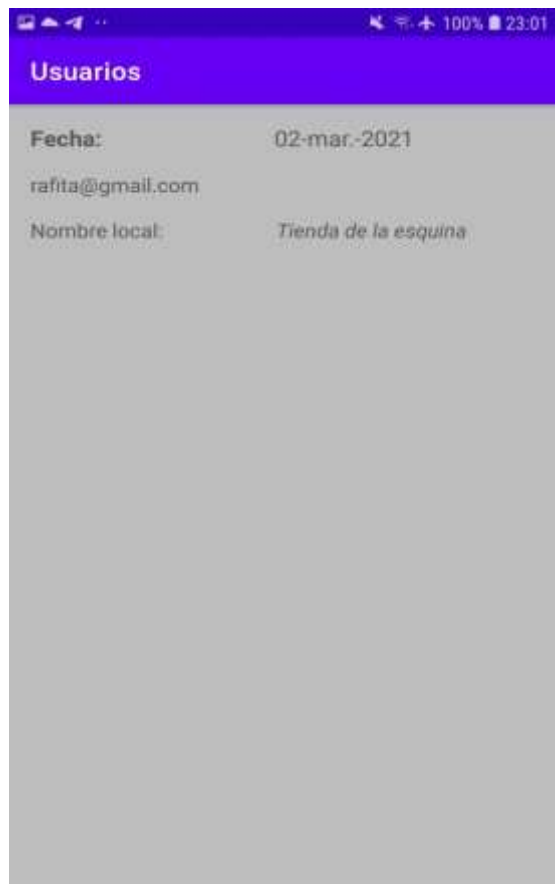 100% 23:01
Usuarios
Fecha: 02-mar.-2021
rafita@gmail.com
Nombre local: Tienda de la esquina